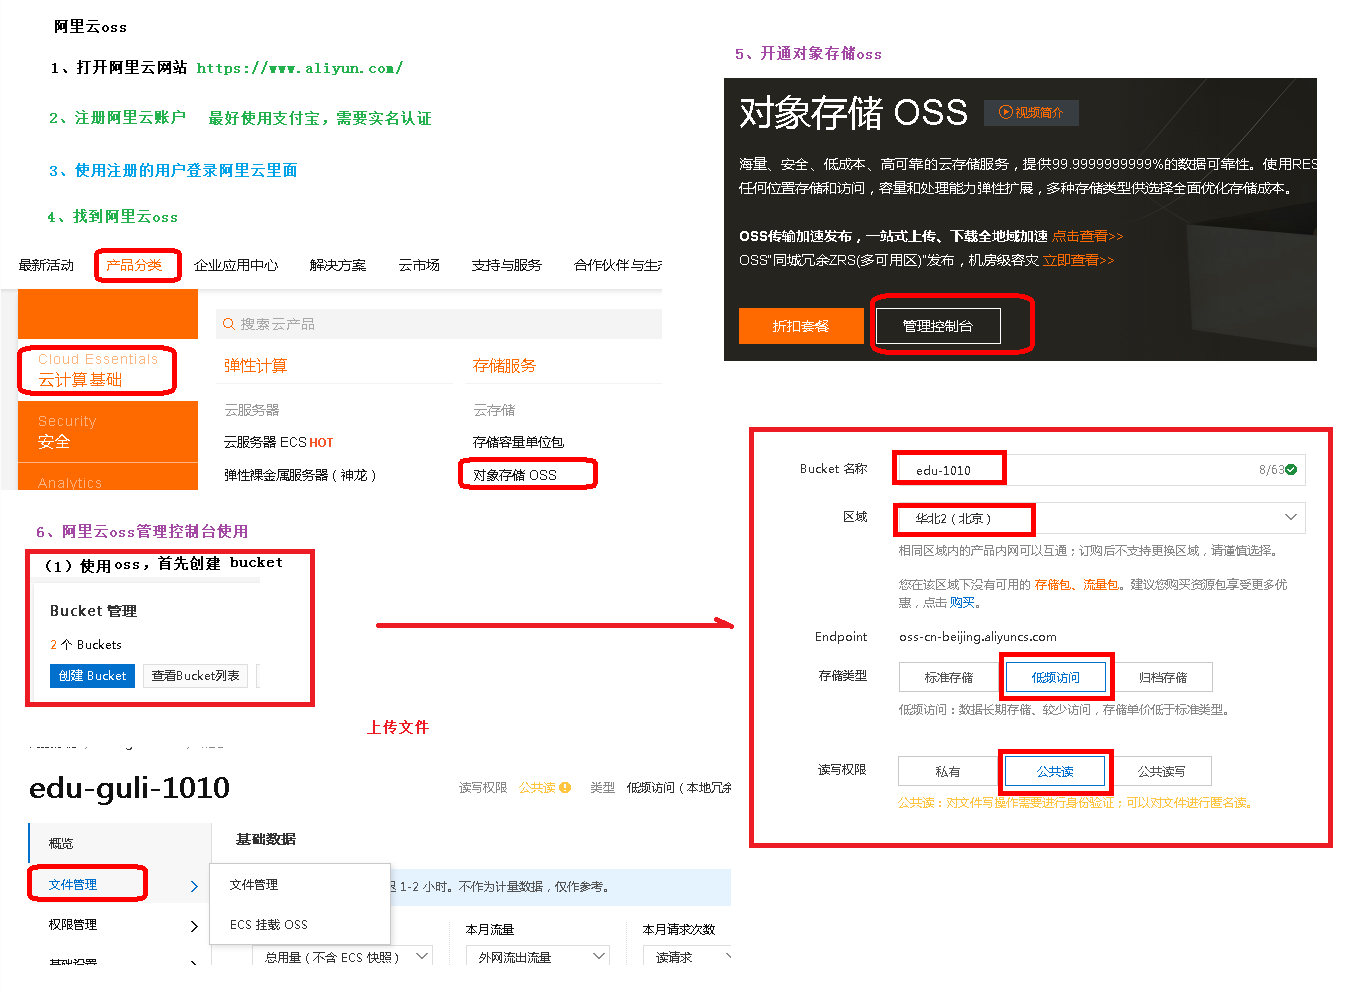 阿里云oss
1、打开阿里云网站 https://www.aliyun.com/
2、注册阿里云账户 最好使用支付宝，需要实名认证
3、使用注册的用户登录阿里云里面
4、找到阿里云oss
最新活动 产品分类 企业应用中心 解决方案 云市场 支持与服务 合作伙伴与生
搜索云产品
Cloud Essentials
云计算基础
Security
安全
Analytics
弹性计算 存储服务
云服务器 云存储
云服务器 ECS HOT 存储容量单位包
弹性裸金属服务器（神龙） 对象存储 OSS
5、开通对象存储oss
对象存储 OSS 视频简介
海量、安全、低成本、高可靠的云存储服务，提供99.9999999999%的数据可靠性。使用RES
任何位置存储和访问，容量和处理能力弹性扩展，多种存储类型供选择全面优化存储成本。
OSS传输加速发布，一站式上传、下载全地域加速 点击查看>>
OSS“同城冗余ZRS(多可用区)”发布，机房级容灾 立即查看>>
折扣套餐 管理控制台
6、阿里云oss管理控制台使用
（1）使用oss，首先创建 bucket
Bucket 管理
2 个 Buckets
创建 Bucket 查看Bucket列表
Bucket 名称 edu-1010 8/63
区域 华北2（北京）
相同区域内的产品内网可以互通；订购后不支持更换区域，请谨慎选择。
您在该区域下没有可用的 存储包、流量包。建议您购买资源包享受更多优
惠，点击 购买。
Endpoint oss-cn-beijing.aliyuncs.com
存储类型 标准存储 低频访问 归档存储
低频访问：数据长期存储、较少访问，存储单价低于标准类型。
读写权限 私有 公共读 公共读写
公共读：对文件写操作需要进行身份验证；可以对文件进行匿名读。
上传文件
edu-guli-1010 读写权限 公共读 类型 低频访问（本地冗余
概览
文件管理
权限管理
基础设置
基础数据
文件管理
ECS 挂载 OSS
1-2 小时。不作为计量数据，仅作参考。
本月流量 本月请求次数
总用量（不含 ECS 快照） 外网流出流量 读请求